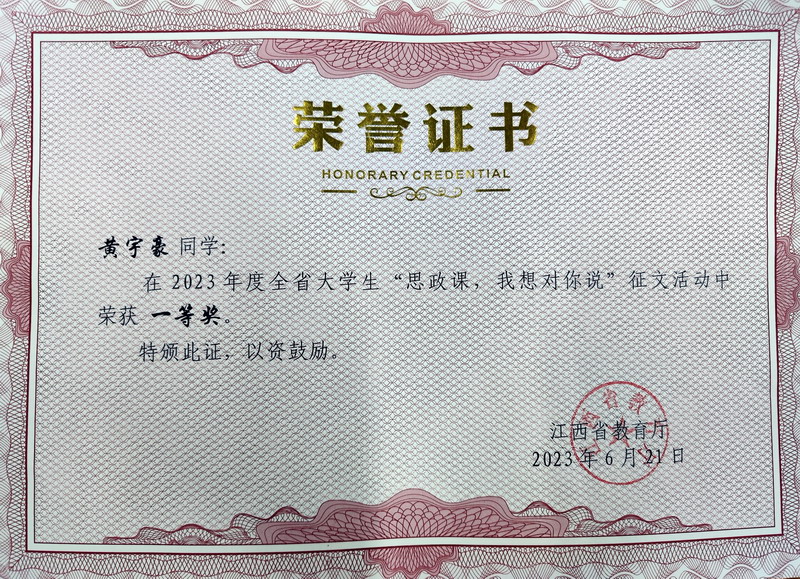 荣誉证书
HONORARY CREDENTIAL
黄宇豪 同学:
在 2023 年度全省大学生“思政课，我想对你说”征文活动中
荣获 一等奖。
特颁此证，以资鼓励。
西省教
江西省教育厅
2023 年 6 月 21 日